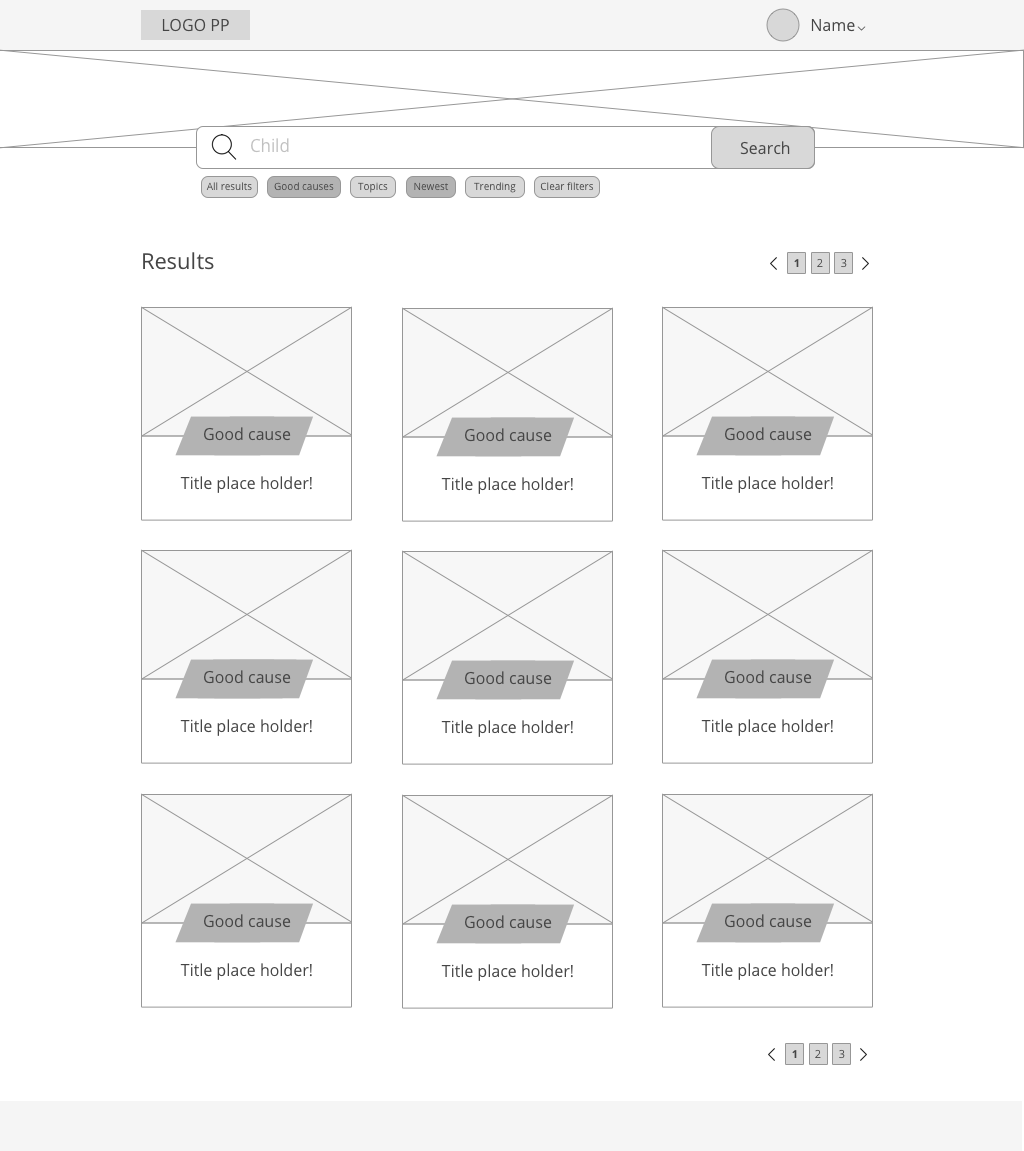 LOGO PP
Name
Child
Search
All results
Good causes
Topics
Newest
Trending
Clear filters
Results
1 2 3
Good cause
Good cause
Good cause
Title place holder!
Title place holder!
Title place holder!
Good cause
Good cause
Good cause
Title place holder!
Title place holder!
Title place holder!
Good cause
Good cause
Good cause
Title place holder!
Title place holder!
Title place holder!
1 2 3